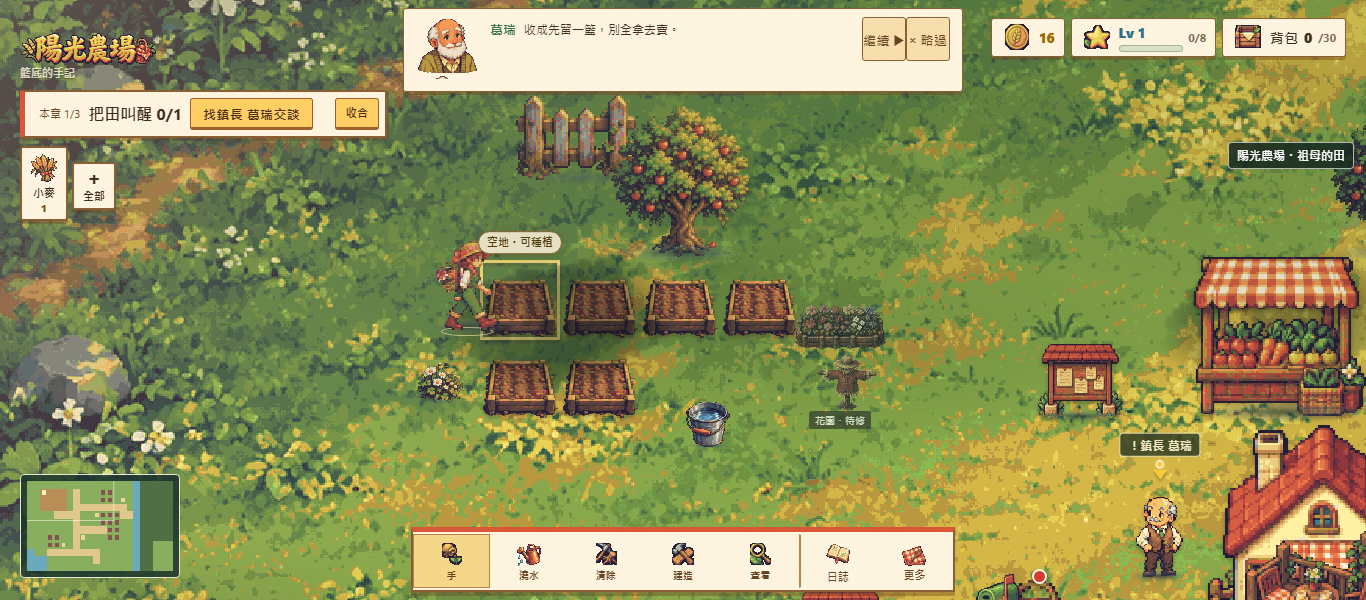 陽光農場
籃底的手記
葛瑞 收成先留一籃，別全拿去賣。
繼續 ▶
× 略過
16
Lv 1
0/8
背包 0 /30
本章 1/3 把田叫醒 0/1
找鎮長 葛瑞交談
收合
小麥
1
+
全部
陽光農場・祖母的田
空地・可種植
花圃・待修
！鎮長 葛瑞
手
澆水
清除
建造
查看
日誌
更多